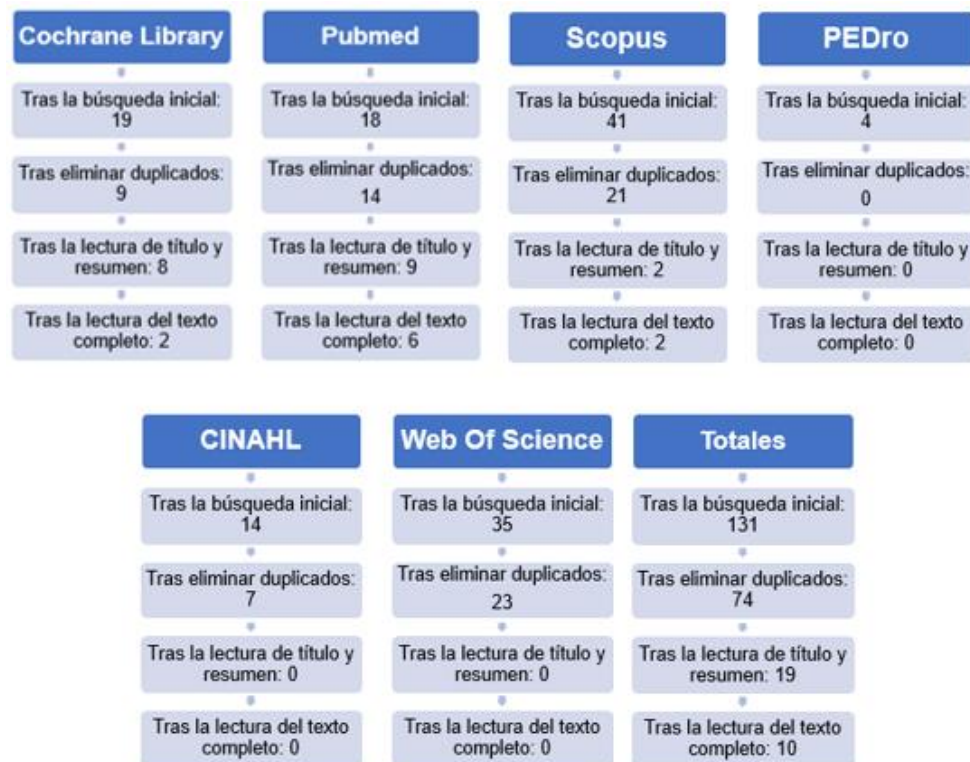 Cochrane Library
Tras la búsqueda inicial:
19
Tras eliminar duplicados:
9
Tras la lectura de título y
resumen: 8
Tras la lectura del texto
completo: 2
Pubmed
Tras la búsqueda inicial:
18
Tras eliminar duplicados:
14
Tras la lectura de título y
resumen: 9
Tras la lectura del texto
completo: 6
Scopus
Tras la búsqueda inicial:
41
Tras eliminar duplicados:
21
Tras la lectura de título y
resumen: 2
Tras la lectura del texto
completo: 2
PEDro
Tras la búsqueda inicial:
4
Tras eliminar duplicados:
0
Tras la lectura de título y
resumen: 0
Tras la lectura del texto
completo: 0
CINAHL
Tras la búsqueda inicial:
14
Tras eliminar duplicados:
7
Tras la lectura de título y
resumen: 0
Tras la lectura del texto
completo: 0
Web Of Science
Tras la búsqueda inicial:
35
Tras eliminar duplicados:
23
Tras la lectura de título y
resumen: 0
Tras la lectura del texto
completo: 0
Totales
Tras la búsqueda inicial:
131
Tras eliminar duplicados:
74
Tras la lectura de título y
resumen: 19
Tras la lectura del texto
completo: 10